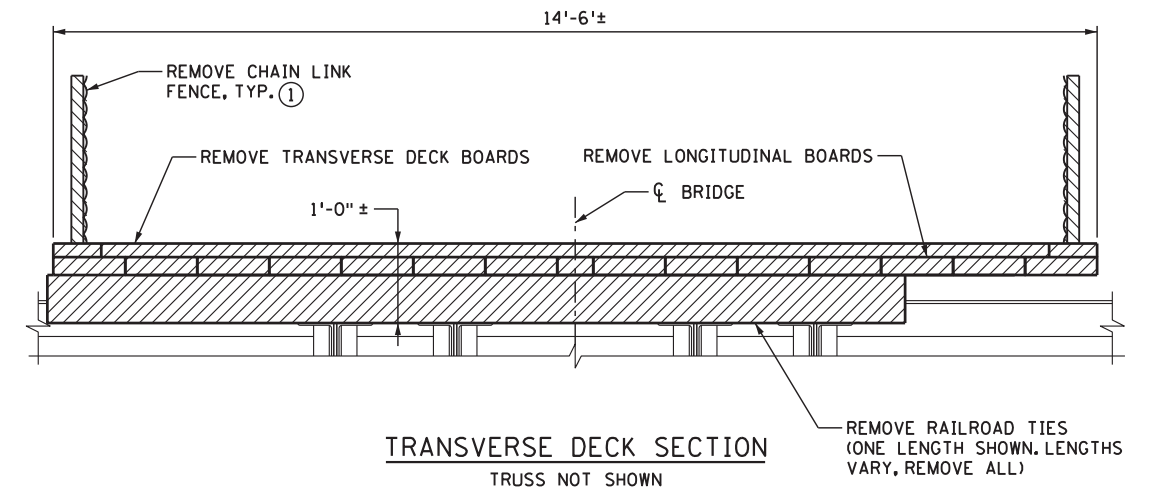 14'-6'±
REMOVE CHAIN LINK
FENCE, TYP. 1
REMOVE TRANSVERSE DECK BOARDS
REMOVE LONGITUDINAL BOARDS
℄ BRIDGE
1'-0" ±
REMOVE RAILROAD TIES
(ONE LENGTH SHOWN. LENGTHS
VARY, REMOVE ALL)
TRANSVERSE DECK SECTION
TRUSS NOT SHOWN